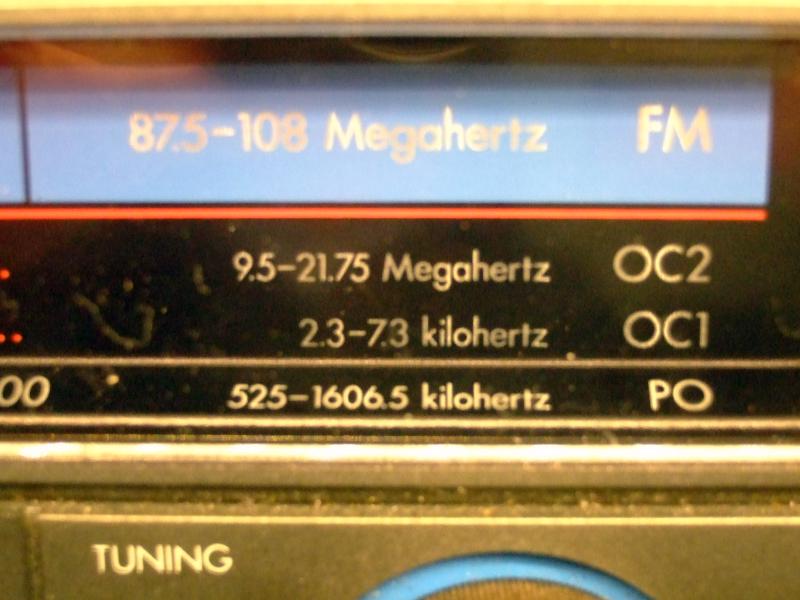 87.5-108 Megahertz FM
9.5-21.75 Megahertz OC2
2.3-7.3 kilohertz OC1
00 525-1606.5 kilohertz PO
TUNING